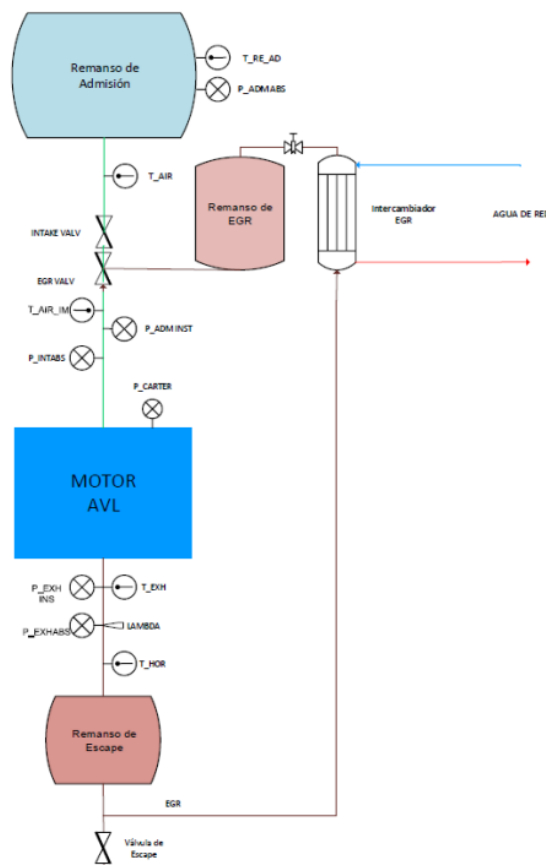 Remanso de
Admisión
T_RE_AD
P_ADMABS
T_AIR
Remanso de
EGR
Intercambiador
EGR
AGUA DE RED
INTAKE VALV
EGR VALV
T_AIR_IM
P_ADM INST
P_INTABS
P_CARTER
MOTOR
AVL
P_EXH
INS
T_EXH
P_EXHABS
LAMBDA
T_HOR
Remanso de
Escape
EGR
Válvula de
Escape